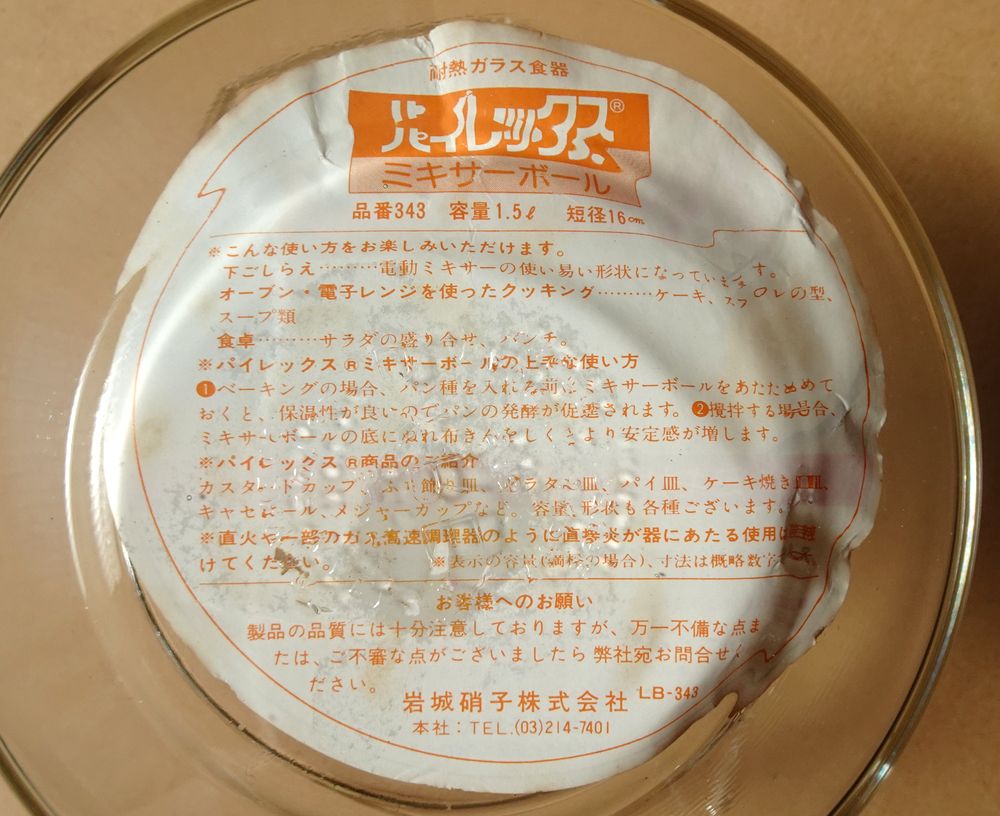 耐熱ガラス食器
パイレックス®
ミキサーボール
品番343 容量1.5ℓ 短径16cm
※こんな使い方をお楽しみいただけます。
下ごしらえ………電動ミキサーの使い易い形状になっています。
オーブン・電子レンジを使ったクッキング………ケーキ、スフレの型、
スープ類
食卓………サラダの盛り合せ、パンチ。
※パイレックス®ミキサーボールの上手な使い方
❶ベーキングの場合、パン種を入れる前にミキサーボールをあたためて
おくと、保温性が良いのでパンの発酵が促進されます。❷攪拌する場合、
ミキサーボールの底にぬれ布きんをしくとより安定感が増します。
※パイレックス®商品のご紹介
カスタードカップ、ふち飾り皿、グラタン皿、パイ皿、ケーキ焼き皿、
キャセロール、メジャーカップなど。容量、形状も各種ございます。
※直火や一部のガス高速調理器のように直接炎が器にあたる使用は避
けてください。 ※表示の容量(満杯の場合)、寸法は概略数字
お客様へのお願い
製品の品質には十分注意しておりますが、万一不備な点ま
たは、ご不審な点がございましたら弊社宛お問合せく
ださい。
岩城硝子株式会社 LB-343
本社：TEL.(03)214-7401